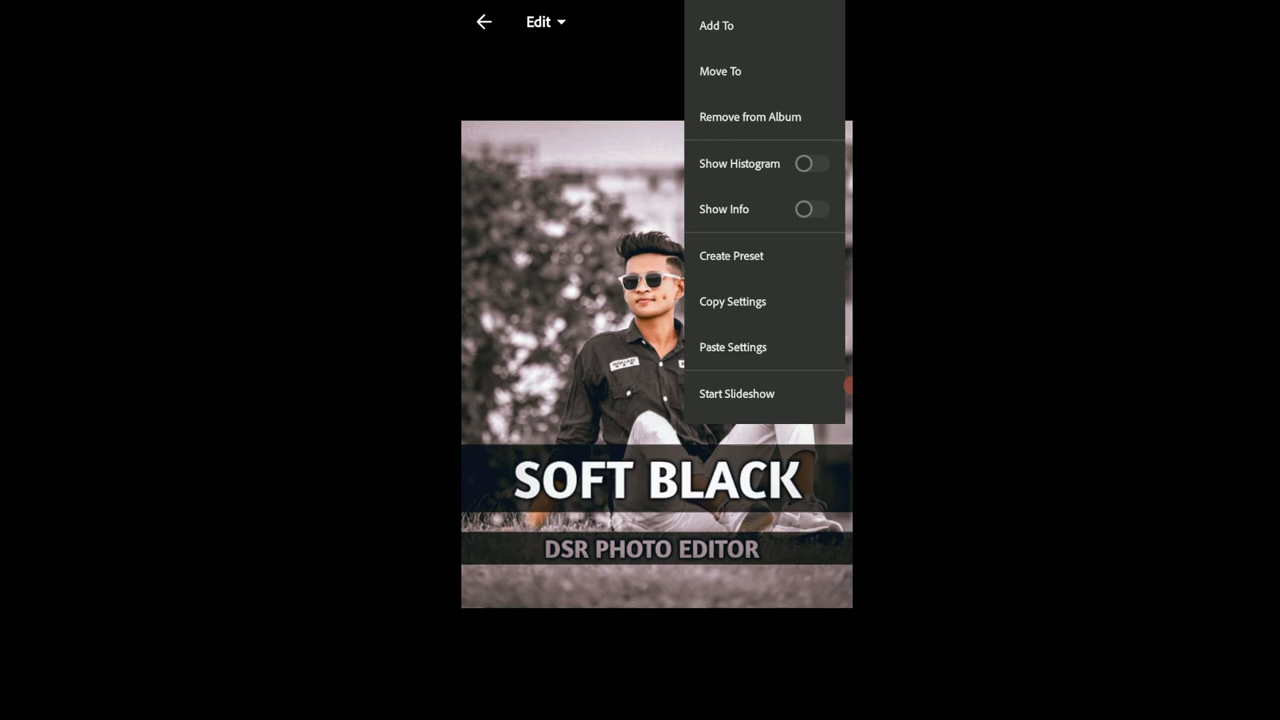 Edit
Add To
Move To
Remove from Album
Show Histogram
Show Info
Create Preset
Copy Settings
Paste Settings
Start Slideshow
SOFT BLACK
DSR PHOTO EDITOR